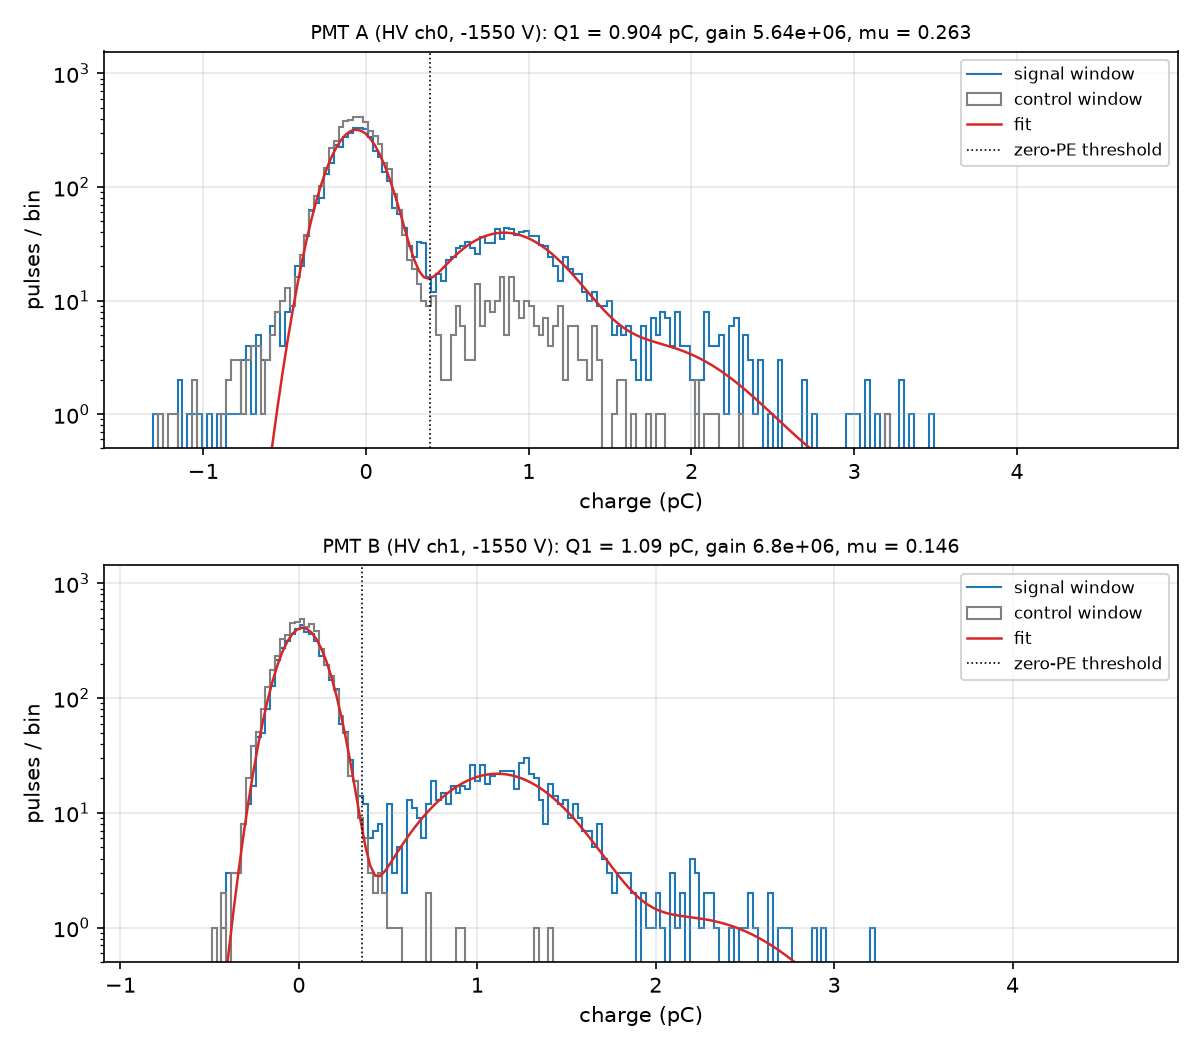 PMT A (HV ch0, -1550 V): Q1 = 0.904 pC, gain 5.64e+06, mu = 0.263
signal window
control window
fit
zero-PE threshold
pulses / bin
10³
10²
10¹
10⁰
−1 0 1 2 3 4
charge (pC)
PMT B (HV ch1, -1550 V): Q1 = 1.09 pC, gain 6.8e+06, mu = 0.146
signal window
control window
fit
zero-PE threshold
pulses / bin
10³
10²
10¹
10⁰
−1 0 1 2 3 4
charge (pC)